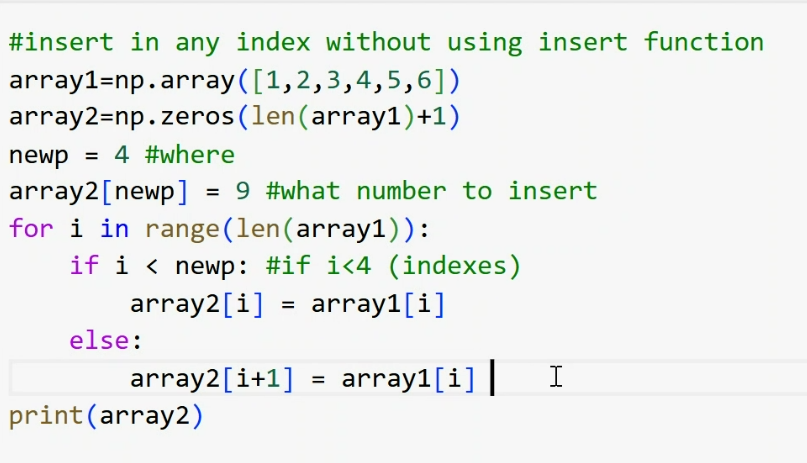 #insert in any index without using insert function
array1=np.array([1,2,3,4,5,6])
array2=np.zeros(len(array1)+1)
newp = 4 #where
array2[newp] = 9 #what number to insert
for i in range(len(array1)):
    if i < newp: #if i<4 (indexes)
        array2[i] = array1[i]
    else:
        array2[i+1] = array1[i]
print(array2)